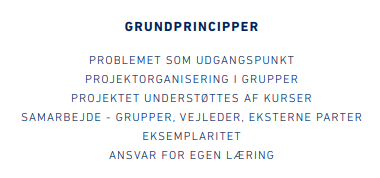 GRUNDPRINCIPPER
PROBLEMET SOM UDGANGSPUNKT
PROJEKTORGANISERING I GRUPPER
PROJEKTET UNDERSTØTTES AF KURSER
SAMARBEJDE - GRUPPER, VEJLEDER, EKSTERNE PARTER
EKSEMPLARITET
ANSVAR FOR EGEN LÆRING